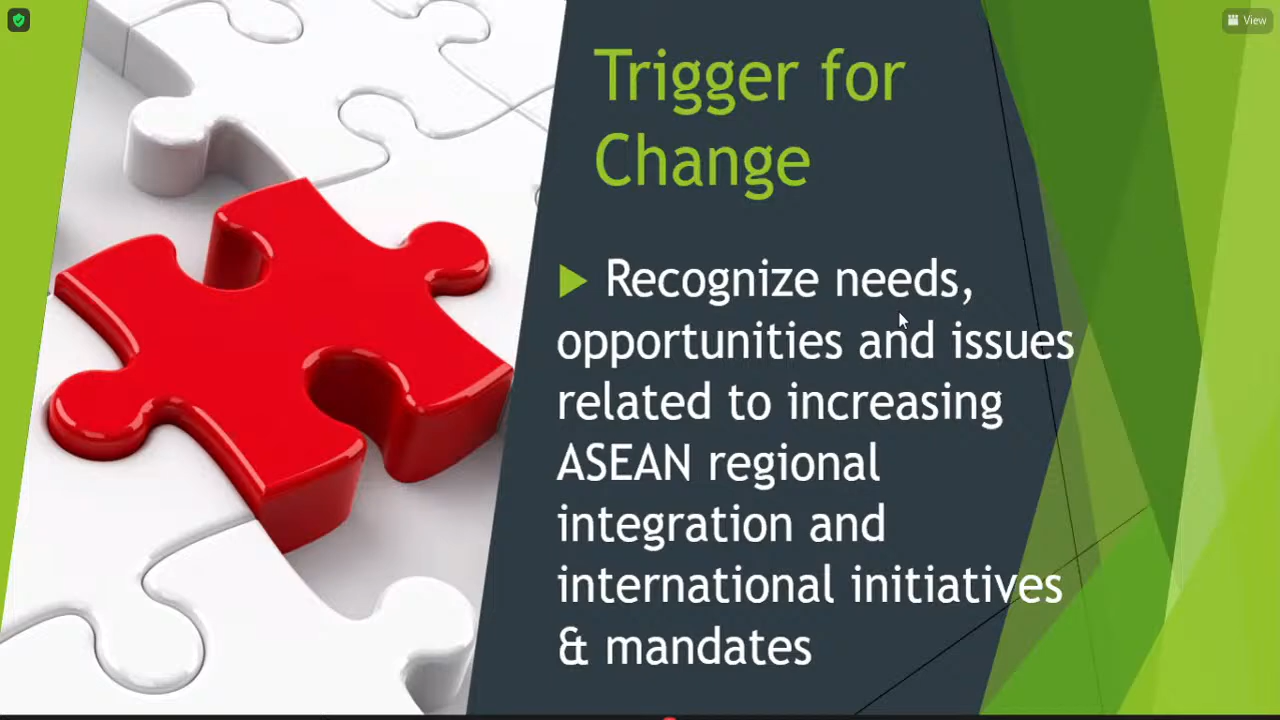 View
Trigger for
Change
Recognize needs,
opportunities and issues
related to increasing
ASEAN regional
integration and
international initiatives
& mandates